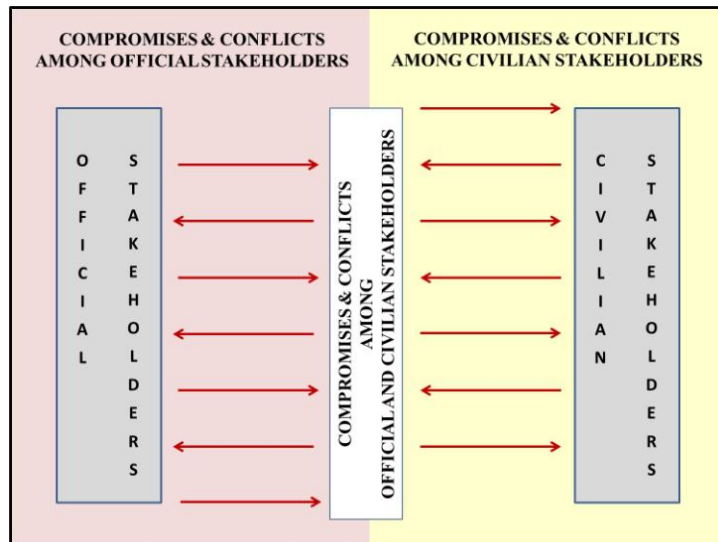 COMPROMISES & CONFLICTS
AMONG OFFICIAL STAKEHOLDERS
COMPROMISES & CONFLICTS
AMONG CIVILIAN STAKEHOLDERS
OFFICIAL
STAKEHOLDERS
COMPROMISES & CONFLICTS
AMONG
OFFICIAL AND CIVILIAN STAKEHOLDERS
CIVILIAN
STAKEHOLDERS